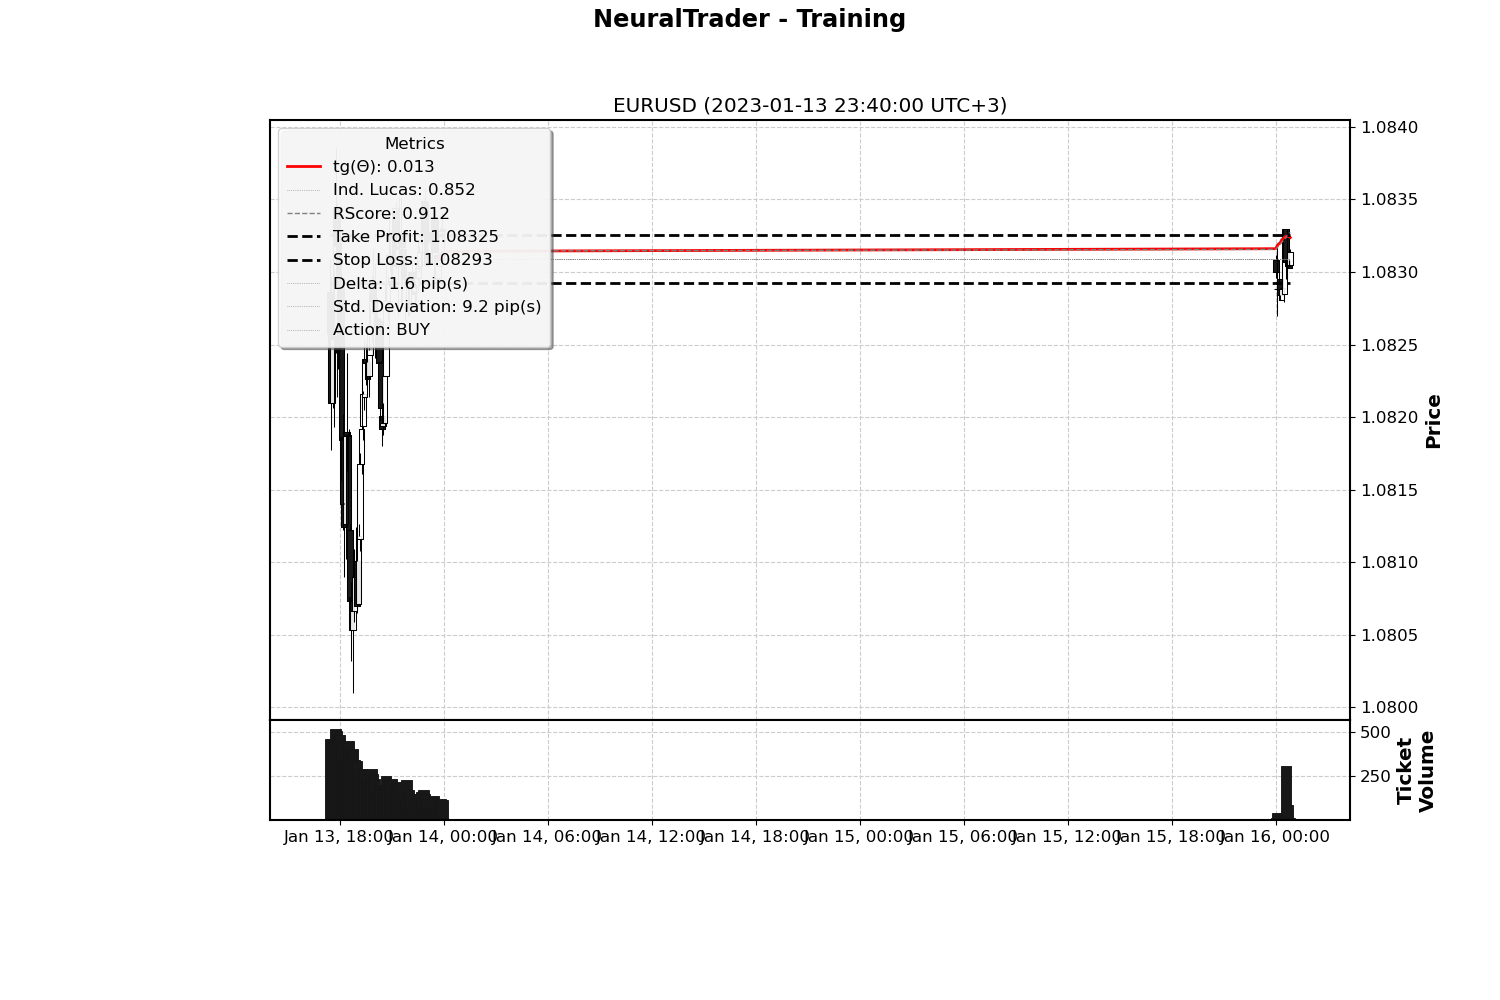 NeuralTrader - Training
EURUSD (2023-01-13 23:40:00 UTC+3)
Metrics
tg(Θ): 0.013
Ind. Lucas: 0.852
RScore: 0.912
Take Profit: 1.08325
Stop Loss: 1.08293
Delta: 1.6 pip(s)
Std. Deviation: 9.2 pip(s)
Action: BUY
1.0840
1.0835
1.0830
1.0825
1.0820
1.0815
1.0810
1.0805
1.0800
Price
500
250
Ticket
Volume
Jan 13, 18:00
Jan 14, 00:00
Jan 14, 06:00
Jan 14, 12:00
Jan 14, 18:00
Jan 15, 00:00
Jan 15, 06:00
Jan 15, 12:00
Jan 15, 18:00
Jan 16, 00:00